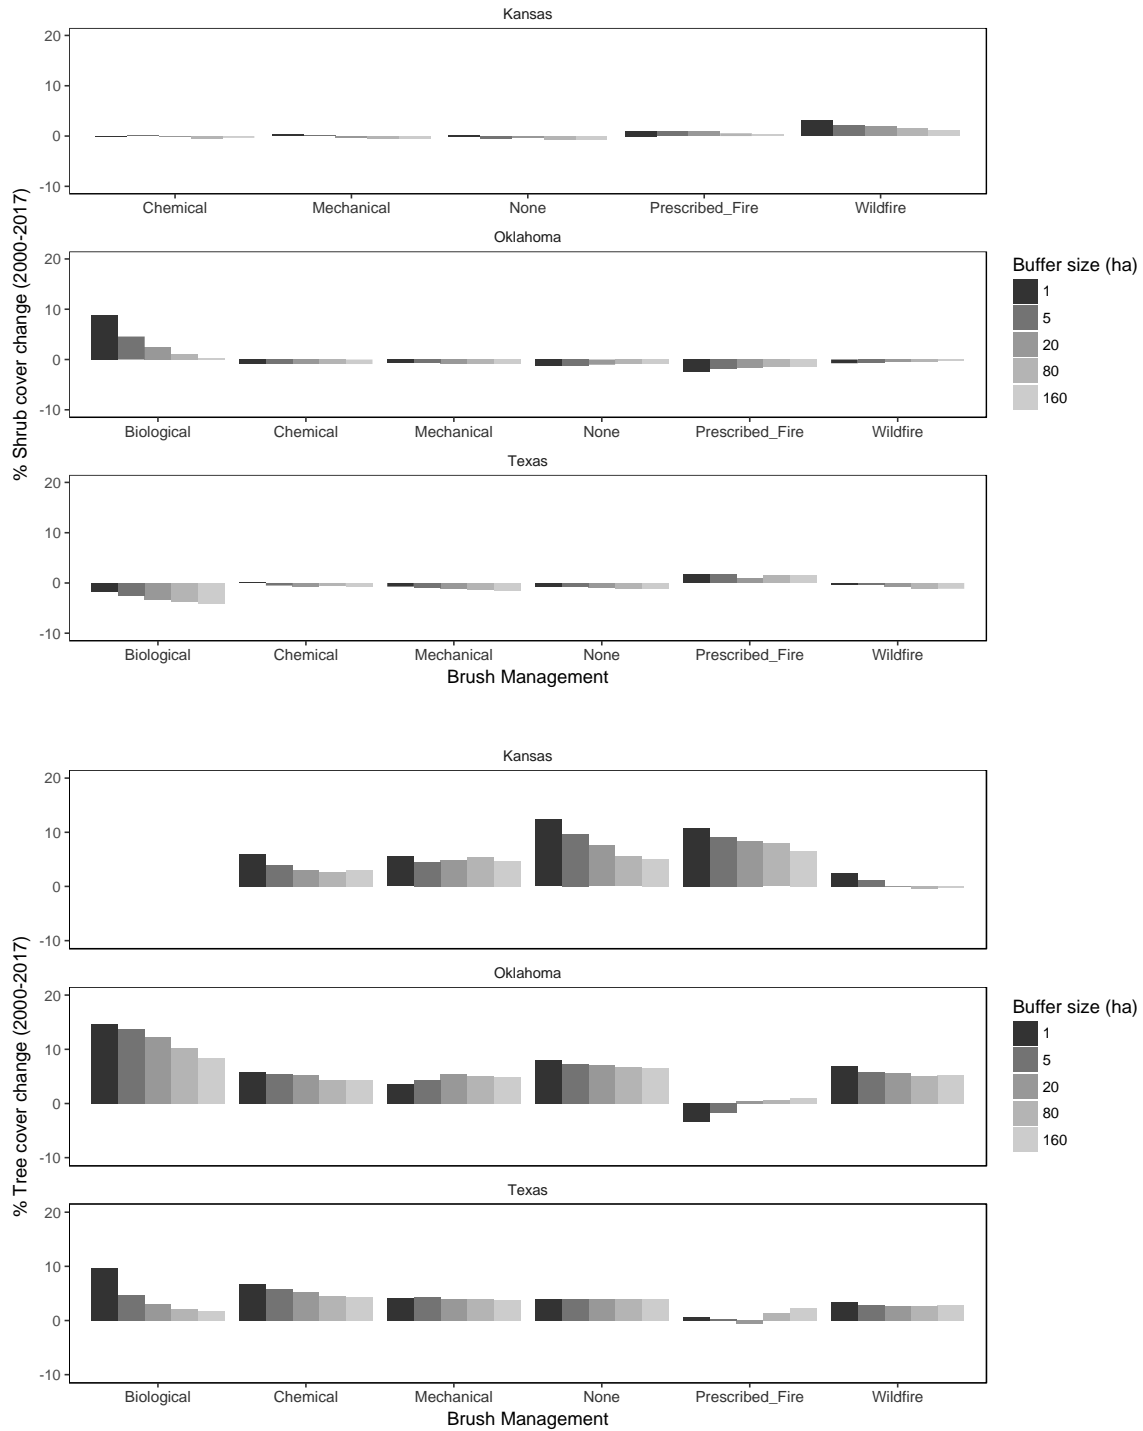 Kansas
20
10
0
-10
Chemical Mechanical None Prescribed_Fire Wildfire
% Shrub cover change (2000-2017)
Oklahoma
20
10
0
-10
Biological Chemical Mechanical None Prescribed_Fire Wildfire
Buffer size (ha)
1
5
20
80
160
Texas
20
10
0
-10
Biological Chemical Mechanical None Prescribed_Fire Wildfire
Brush Management
Kansas
20
10
0
-10
% Tree cover change (2000-2017)
Oklahoma
20
10
0
-10
Buffer size (ha)
1
5
20
80
160
Texas
20
10
0
-10
Biological Chemical Mechanical None Prescribed_Fire Wildfire
Brush Management